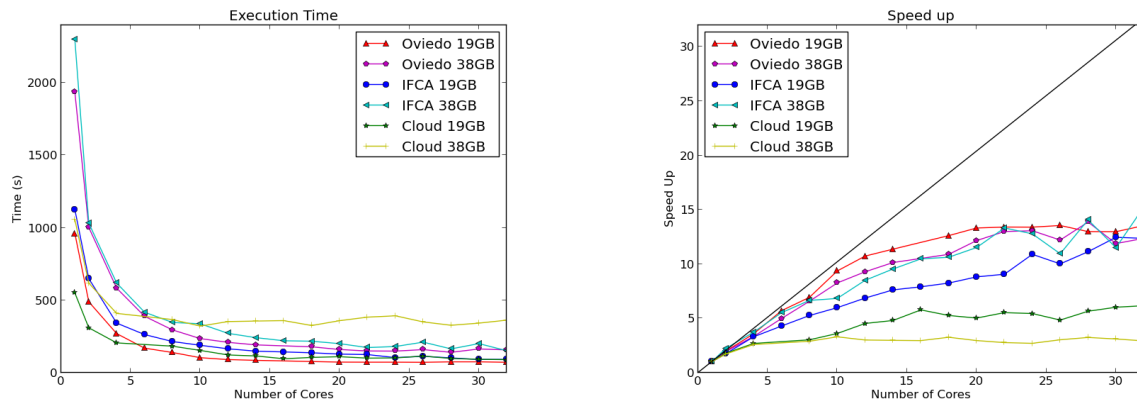 Execution Time
Time (s)
2000
1500
1000
500
0
0 5 10 15 20 25 30
Number of Cores
Oviedo 19GB
Oviedo 38GB
IFCA 19GB
IFCA 38GB
Cloud 19GB
Cloud 38GB
Speed up
Speed Up
30
25
20
15
10
5
0
0 5 10 15 20 25 30
Number of Cores
Oviedo 19GB
Oviedo 38GB
IFCA 19GB
IFCA 38GB
Cloud 19GB
Cloud 38GB